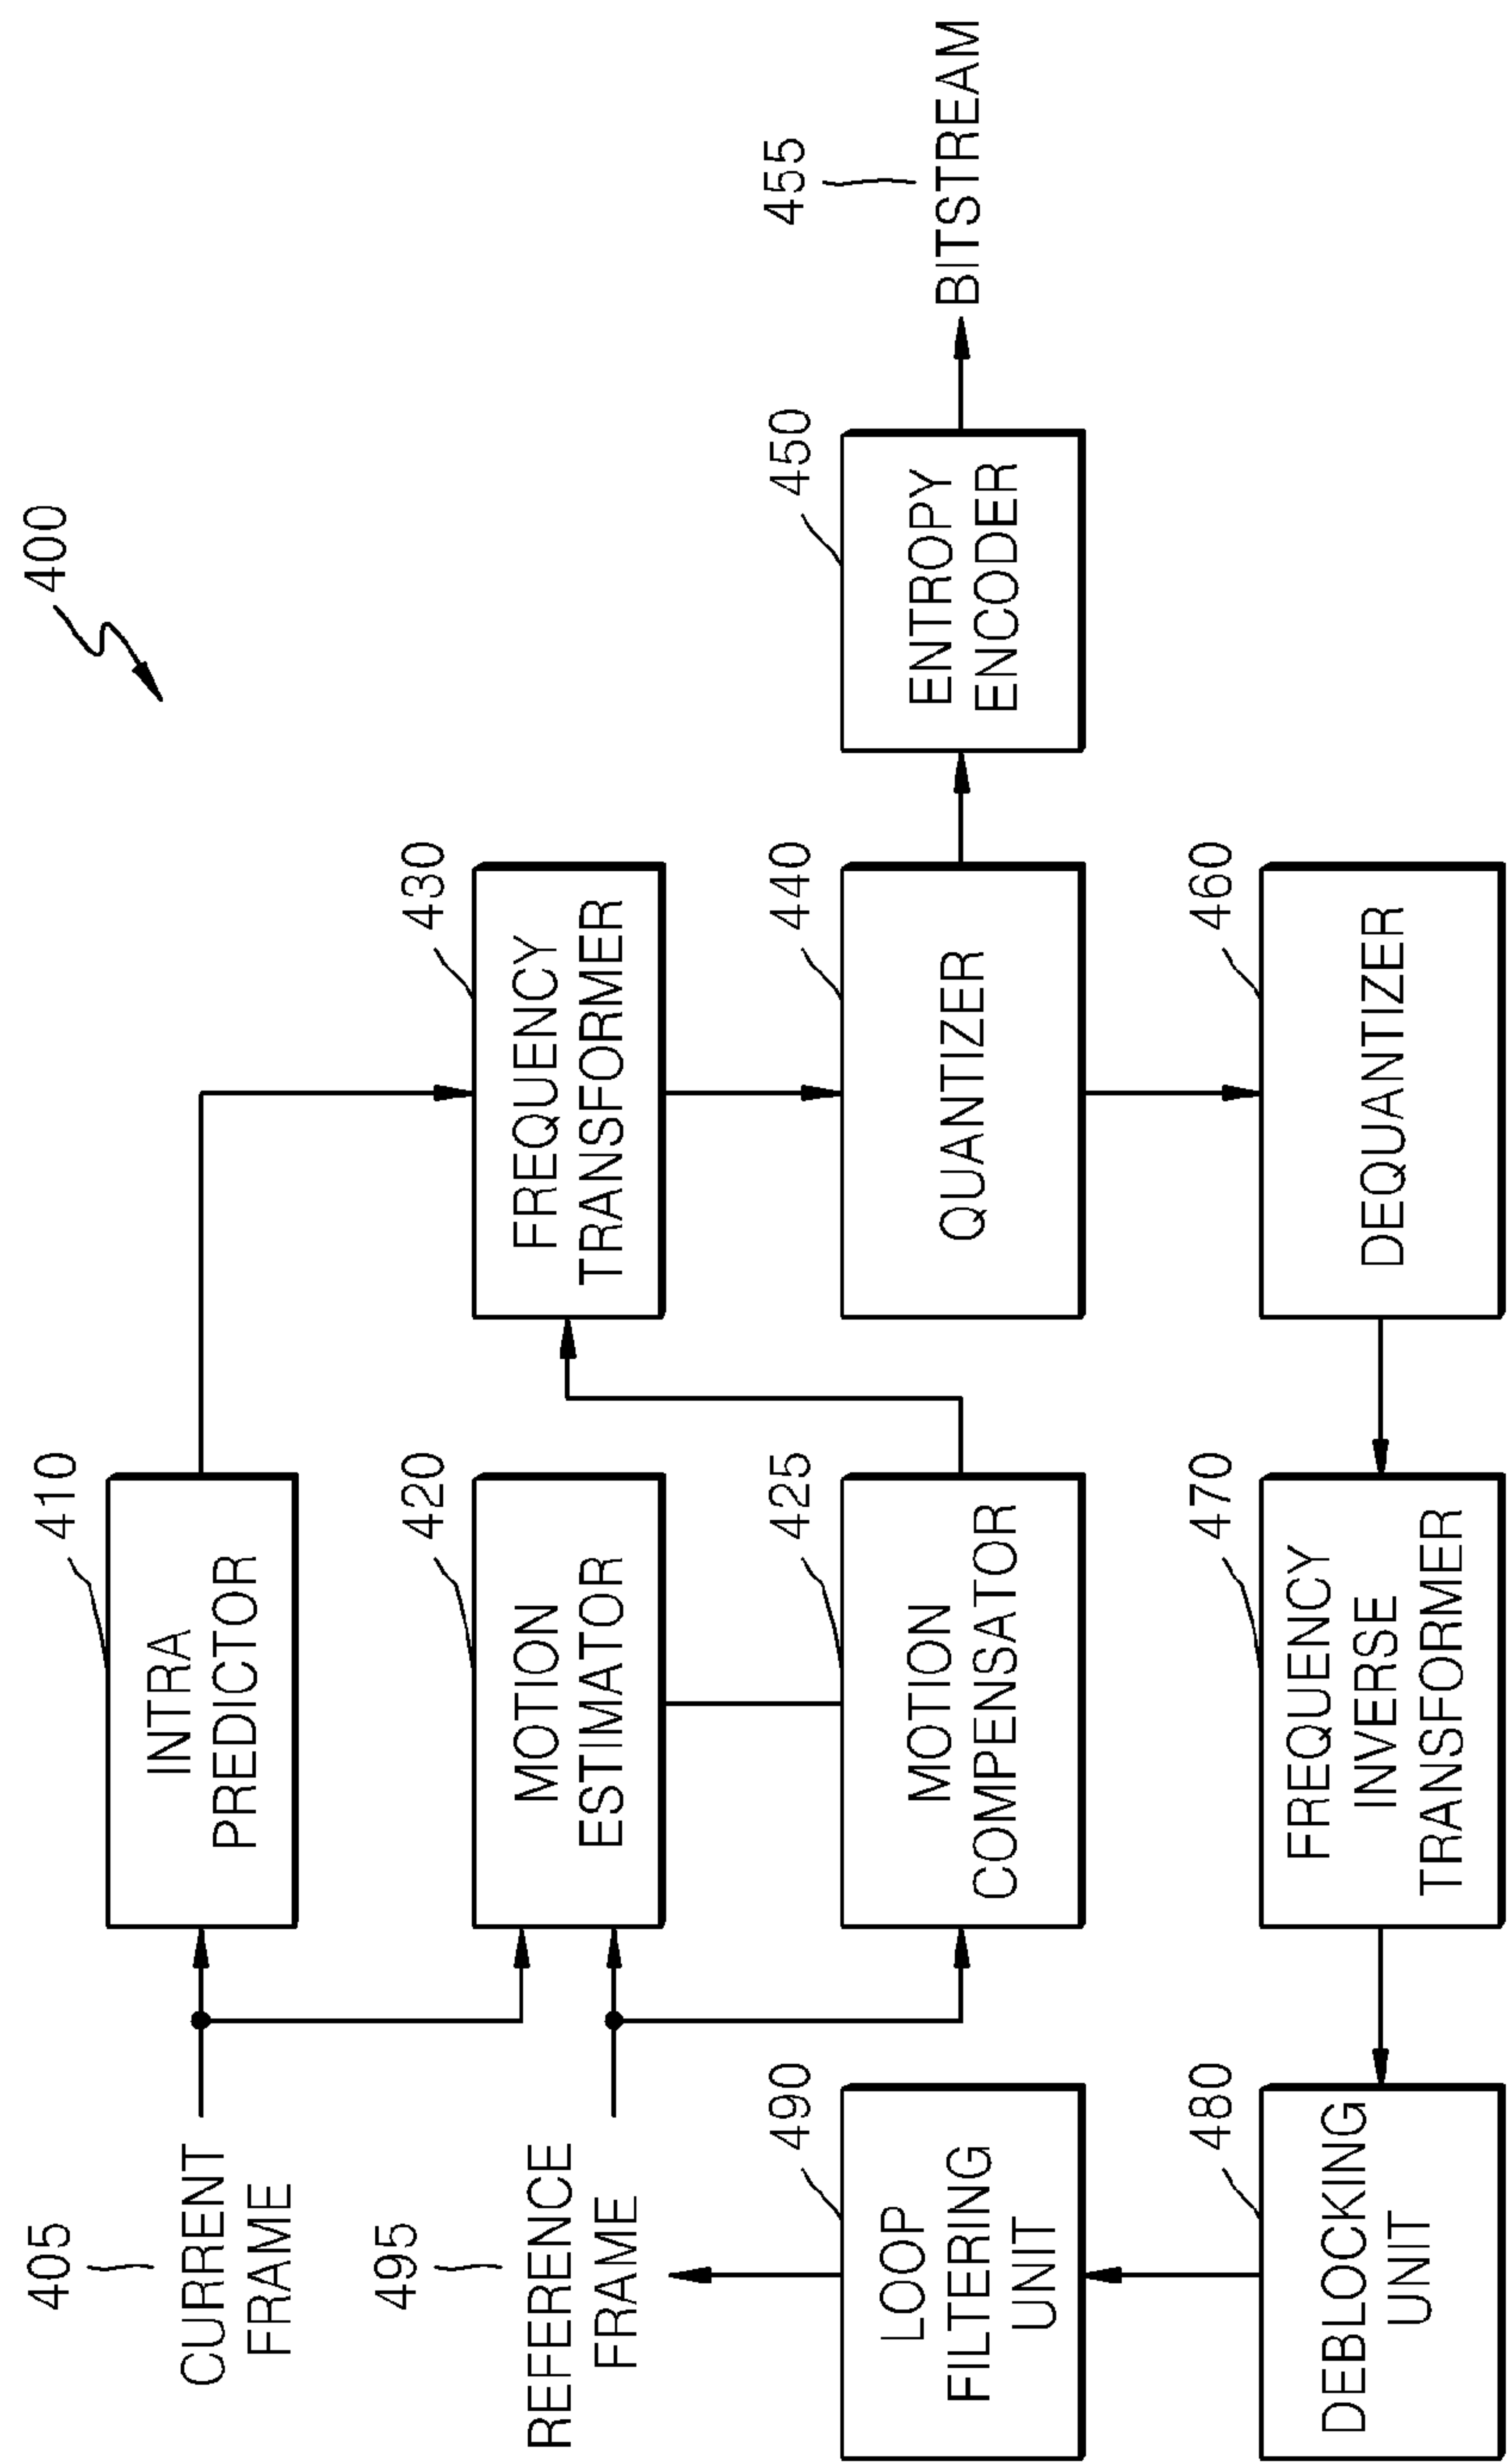 400
405
CURRENT
FRAME
410
INTRA
PREDICTOR
495
REFERENCE
FRAME
420
MOTION
ESTIMATOR
430
FREQUENCY
TRANSFORMER
490
LOOP
FILTERING
UNIT
425
MOTION
COMPENSATOR
440
QUANTIZER
450
ENTROPY
ENCODER
455
BITSTREAM
480
DEBLOCKING
UNIT
470
FREQUENCY
INVERSE
TRANSFORMER
460
DEQUANTIZER